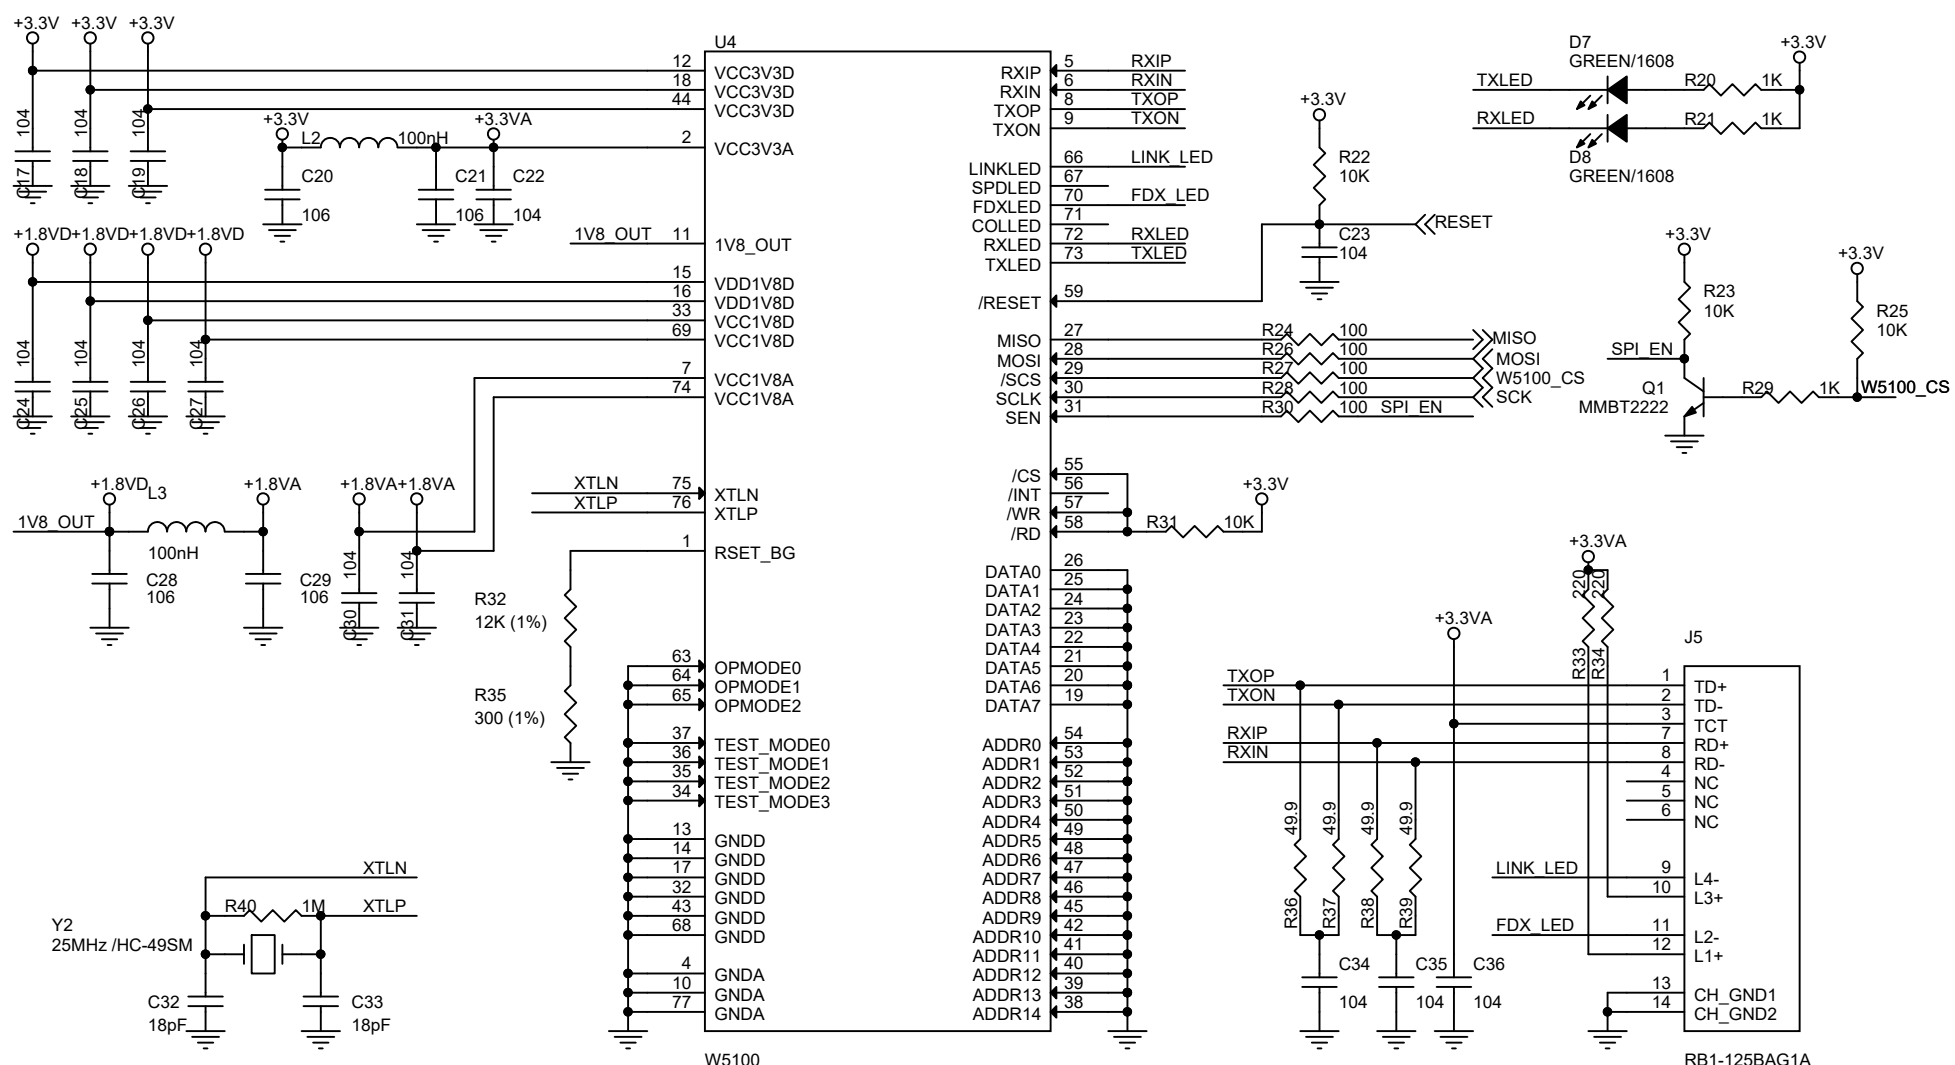 +3.3V +3.3V +3.3V
104 104 104
C17 C18 C19
+3.3V +3.3VA
L2 100nH
C20 C21 C22
106 106 104
+1.8VD +1.8VD +1.8VD +1.8VD
104 104 104 104
C24 C25 C26 C27
1V8_OUT
+1.8VD L3 +1.8VA
1V8_OUT
100nH
C28 C29
106 106
+1.8VA +1.8VA
104 104
C30 C31
XTLN
XTLP
R32
12K (1%)
R35
300 (1%)
XTLN
R40 1M XTLP
Y2
25MHz /HC-49SM
C32 C33
18pF 18pF
U4
12 VCC3V3D
18 VCC3V3D
44 VCC3V3D
2 VCC3V3A
11 1V8_OUT
15 VDD1V8D
16 VDD1V8D
33 VCC1V8D
69 VCC1V8D
7 VCC1V8A
74 VCC1V8A
75 XTLN
76 XTLP
1 RSET_BG
63 OPMODE0
64 OPMODE1
65 OPMODE2
37 TEST_MODE0
36 TEST_MODE1
35 TEST_MODE2
34 TEST_MODE3
13 GNDD
14 GNDD
17 GNDD
32 GNDD
43 GNDD
68 GNDD
4 GNDA
10 GNDA
77 GNDA
RXIP 5 RXIP
RXIN 6 RXIN
TXOP 8 TXOP
TXON 9 TXON
LINKLED 66 LINK_LED
SPDLED 67
FDXLED 70 FDX_LED
COLLED 71
RXLED 72 RXLED
TXLED 73 TXLED
/RESET 59
MISO 27 R24 100 MISO
MOSI 28 R26 100 MOSI
/SCS 29 R27 100 W5100_CS
SCLK 30 R28 100 SCK
SEN 31 R30 100 SPI_EN
/CS 55
/INT 56
/WR 57
/RD 58 R31 10K +3.3V
DATA0 26
DATA1 25
DATA2 24
DATA3 23
DATA4 22
DATA5 21
DATA6 20
DATA7 19
ADDR0 54
ADDR1 53
ADDR2 52
ADDR3 51
ADDR4 50
ADDR5 49
ADDR6 48
ADDR7 47
ADDR8 46
ADDR9 45
ADDR10 42
ADDR11 41
ADDR12 40
ADDR13 39
ADDR14 38
W5100
+3.3V
R22
10K
RESET
C23
104
D7
GREEN/1608
+3.3V
TXLED R20 1K
RXLED R21 1K
D8
GREEN/1608
+3.3V +3.3V
R23 R25
10K 10K
SPI_EN
Q1
MMBT2222
R29 1K W5100_CS
+3.3VA
220 220
R33 R34
+3.3VA
J5
TXOP 1 TD+
TXON 2 TD-
3 TCT
RXIP 7 RD+
RXIN 8 RD-
4 NC
5 NC
6 NC
LINK_LED 9 L4-
10 L3+
FDX_LED 11 L2-
12 L1+
13 CH_GND1
14 CH_GND2
49.9 49.9 49.9 49.9
R36 R37 R38 R39
C34 C35 C36
104 104 104
RB1-125BAG1A